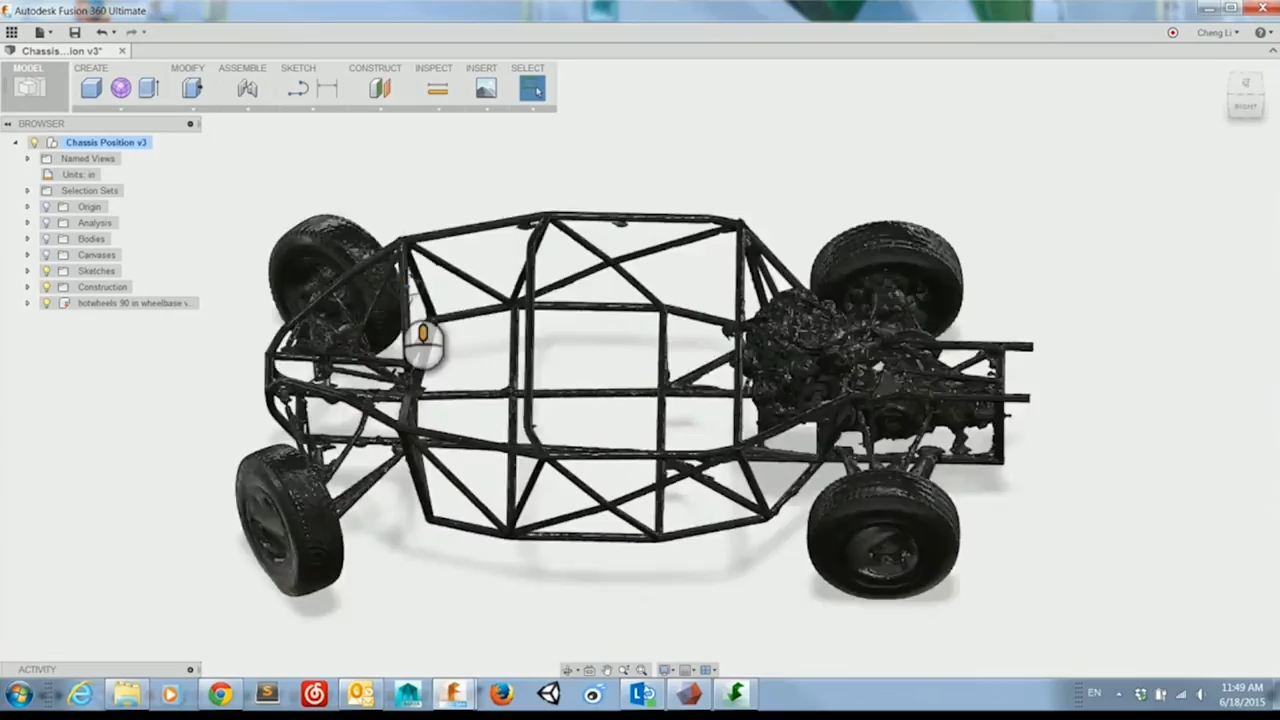 Autodesk Fusion 360 Ultimate
Cheng Li
Chassis...ion v3*
MODEL
CREATE
MODIFY
ASSEMBLE
SKETCH
CONSTRUCT
INSPECT
INSERT
SELECT
RIGHT
BROWSER
Chassis Position v3
Named Views
Units: in
Selection Sets
Origin
Analysis
Bodies
Canvases
Sketches
Construction
hotwheels 90 in wheelbase v...
ACTIVITY
EN
11:49 AM
6/18/2015